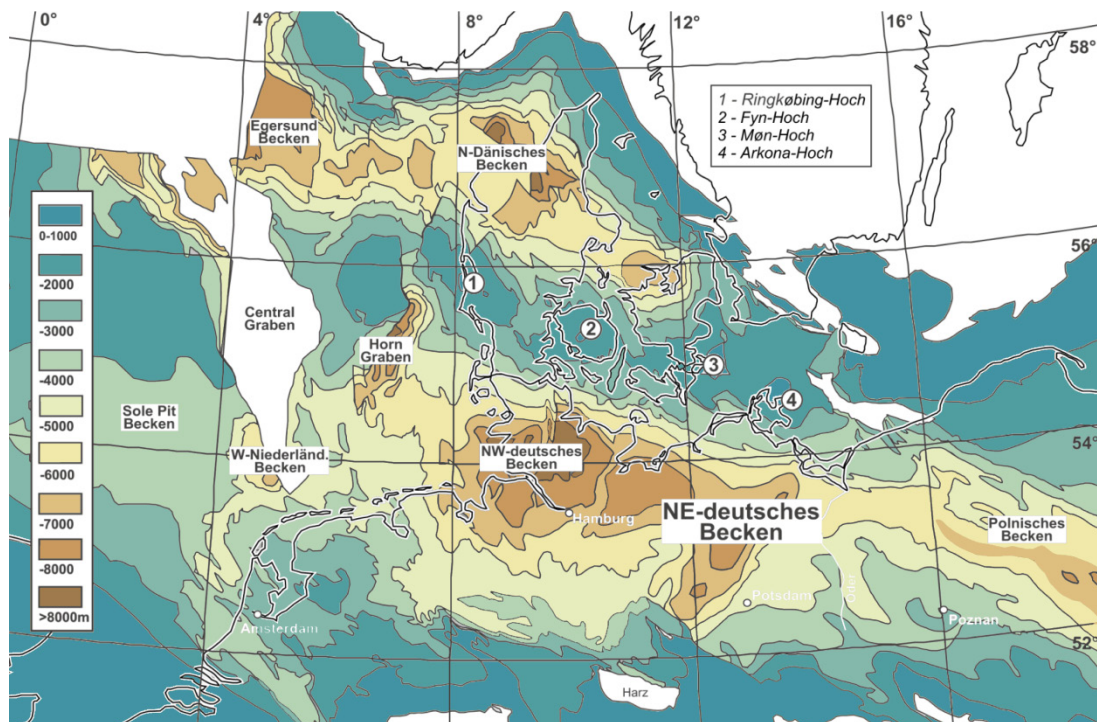 0°
4°
8°
12°
16°
58°
1 - Ringkøbing-Hoch
2 - Fyn-Hoch
3 - Møn-Hoch
4 - Arkona-Hoch
Egersund
Becken
N-Dänisches
Becken
56°
0-1000
-2000
-3000
-4000
-5000
-6000
-7000
-8000
>8000m
1
Central
Graben
2
Horn
Graben
3
4
Sole Pit
Becken
W-Niederländ.
Becken
NW-deutsches
Becken
54°
Hamburg
NE-deutsches
Becken
Polnisches
Becken
Oder
Potsdam
Poznan
Amsterdam
52°
Harz